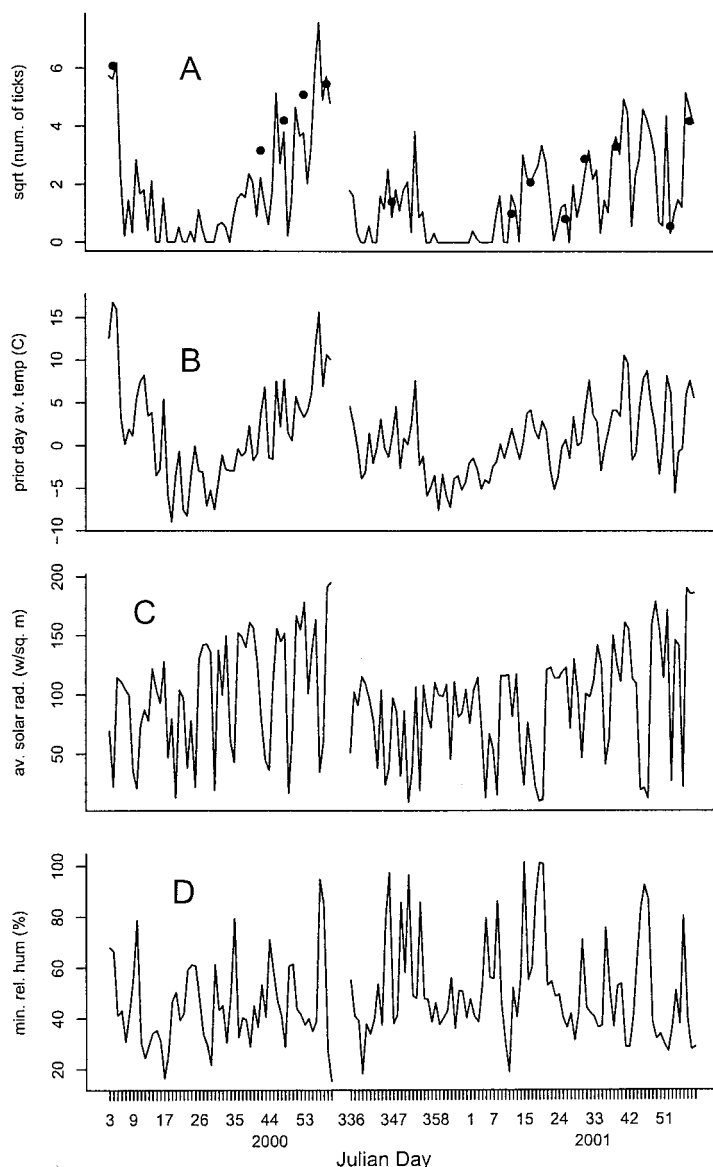 A
sqrt (num. of ticks)
6
4
2
0
B
prior day av. temp (C)
15
10
5
0
-5
-10
C
av. solar rad. (w/sq. m)
200
150
100
50
D
min. rel. hum (%)
100
80
60
40
20
3 9 17 26 35 44 53 336 347 358 1 7 15 24 33 42 51
2000 2001
Julian Day